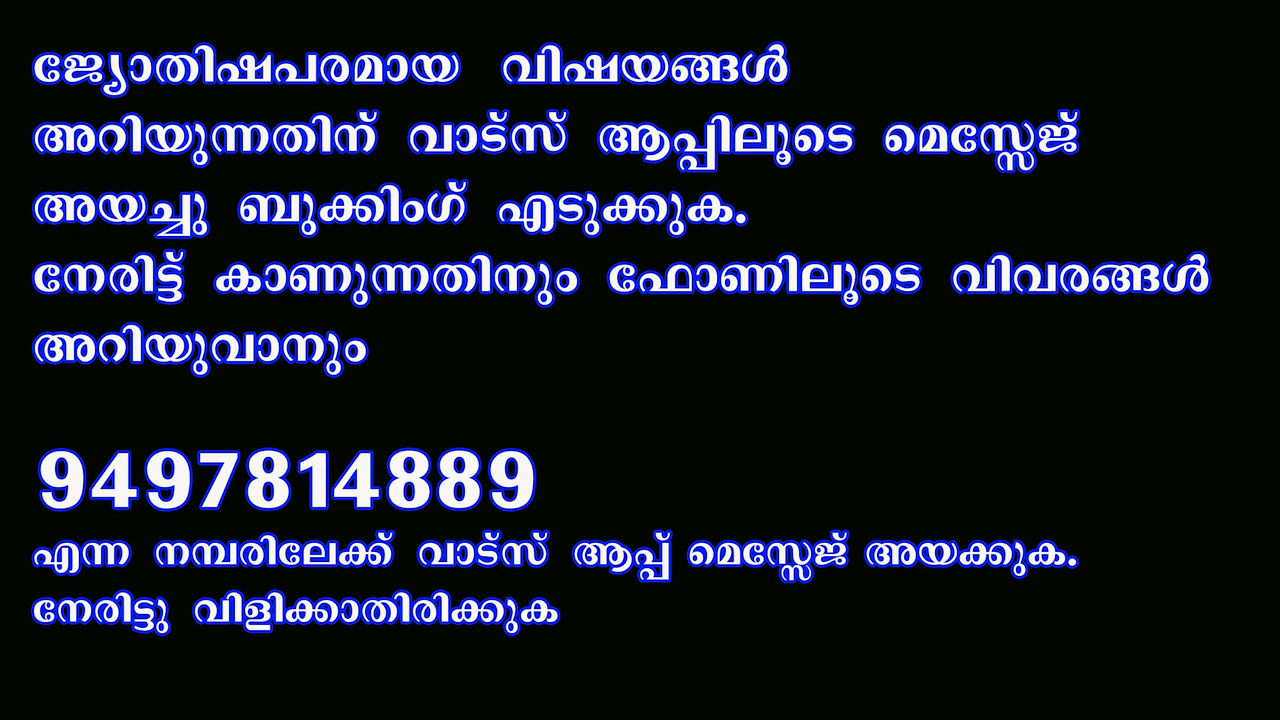 ജ്യോതിഷപരമായ വിഷയങ്ങൾ
അറിയുന്നതിന് വാട്സ് ആപ്പിലൂടെ മെസ്സേജ്
അയച്ചു ബുക്കിംഗ് എടുക്കുക.
നേരിട്ട് കാണുന്നതിനും ഫോണിലൂടെ വിവരങ്ങൾ
അറിയുവാനും
9497814889
എന്ന നമ്പരിലേക്ക് വാട്സ് ആപ്പ് മെസ്സേജ് അയക്കുക.
നേരിട്ടു വിളിക്കാതിരിക്കുക